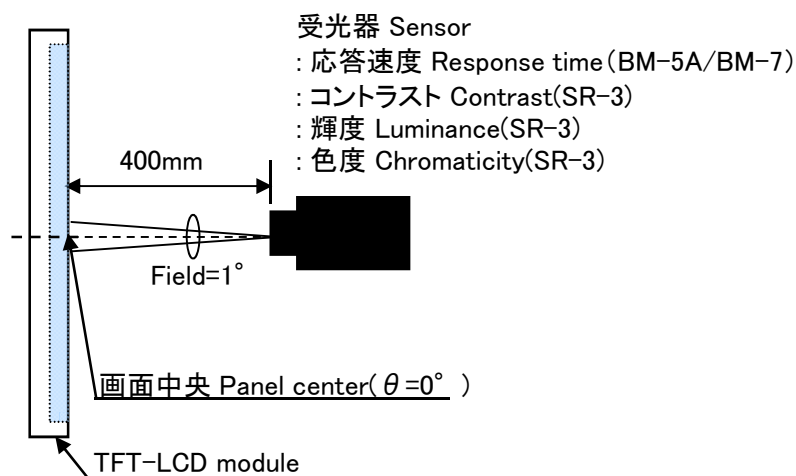 受光器 Sensor
: 応答速度 Response time(BM-5A/BM-7)
: コントラスト Contrast(SR-3)
: 輝度 Luminance(SR-3)
: 色度 Chromaticity(SR-3)
400mm
Field=1°
画面中央 Panel center( θ=0° )
TFT-LCD module